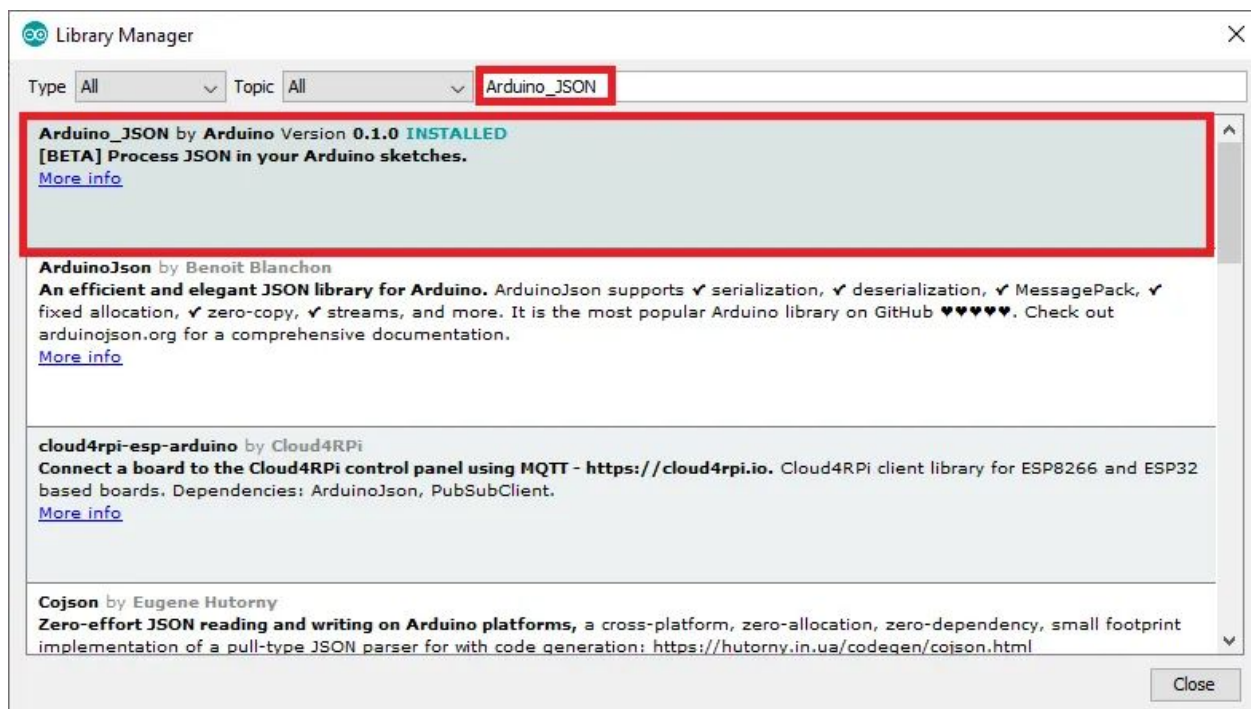 Library Manager
Type All Topic All Arduino_JSON
Arduino_JSON by Arduino Version 0.1.0 INSTALLED
[BETA] Process JSON in your Arduino sketches.
More info
ArduinoJson by Benoit Blanchon
An efficient and elegant JSON library for Arduino. ArduinoJson supports ✔ serialization, ✔ deserialization, ✔ MessagePack, ✔
fixed allocation, ✔ zero-copy, ✔ streams, and more. It is the most popular Arduino library on GitHub ♥♥♥♥♥. Check out
arduinojson.org for a comprehensive documentation.
More info
cloud4rpi-esp-arduino by Cloud4RPi
Connect a board to the Cloud4RPi control panel using MQTT - https://cloud4rpi.io. Cloud4RPi client library for ESP8266 and ESP32
based boards. Dependencies: ArduinoJson, PubSubClient.
More info
Cojson by Eugene Hutorny
Zero-effort JSON reading and writing on Arduino platforms, a cross-platform, zero-allocation, zero-dependency, small footprint
implementation of a pull-type JSON parser for with code generation: https://hutorny.in.ua/codegen/cojson.html
Close